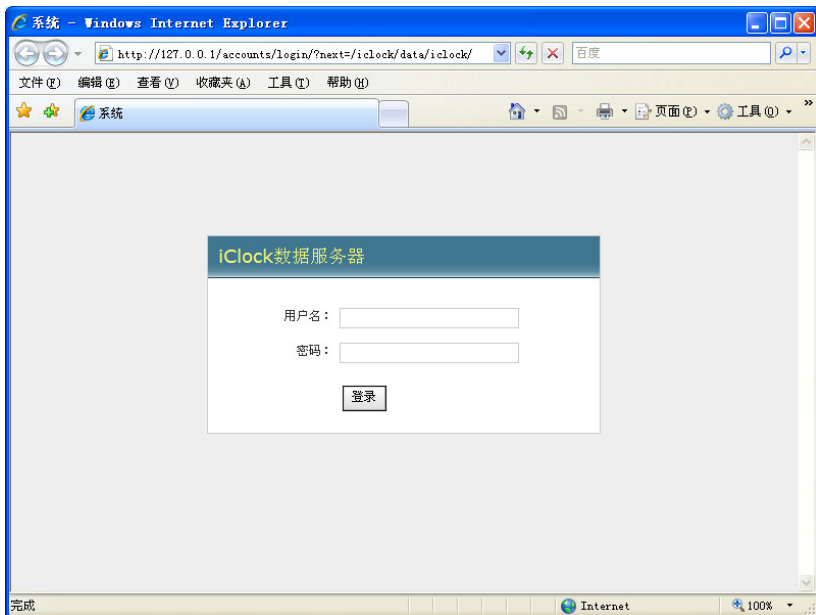 系统 - Windows Internet Explorer
http://127.0.0.1/accounts/login/?next=/iclock/data/iclock/
百度
文件(F) 编辑(E) 查看(V) 收藏夹(A) 工具(T) 帮助(H)
系统
页面(P)
工具(O)
»
iClock数据服务器
用户名：
密码：
登录
完成
Internet
100%